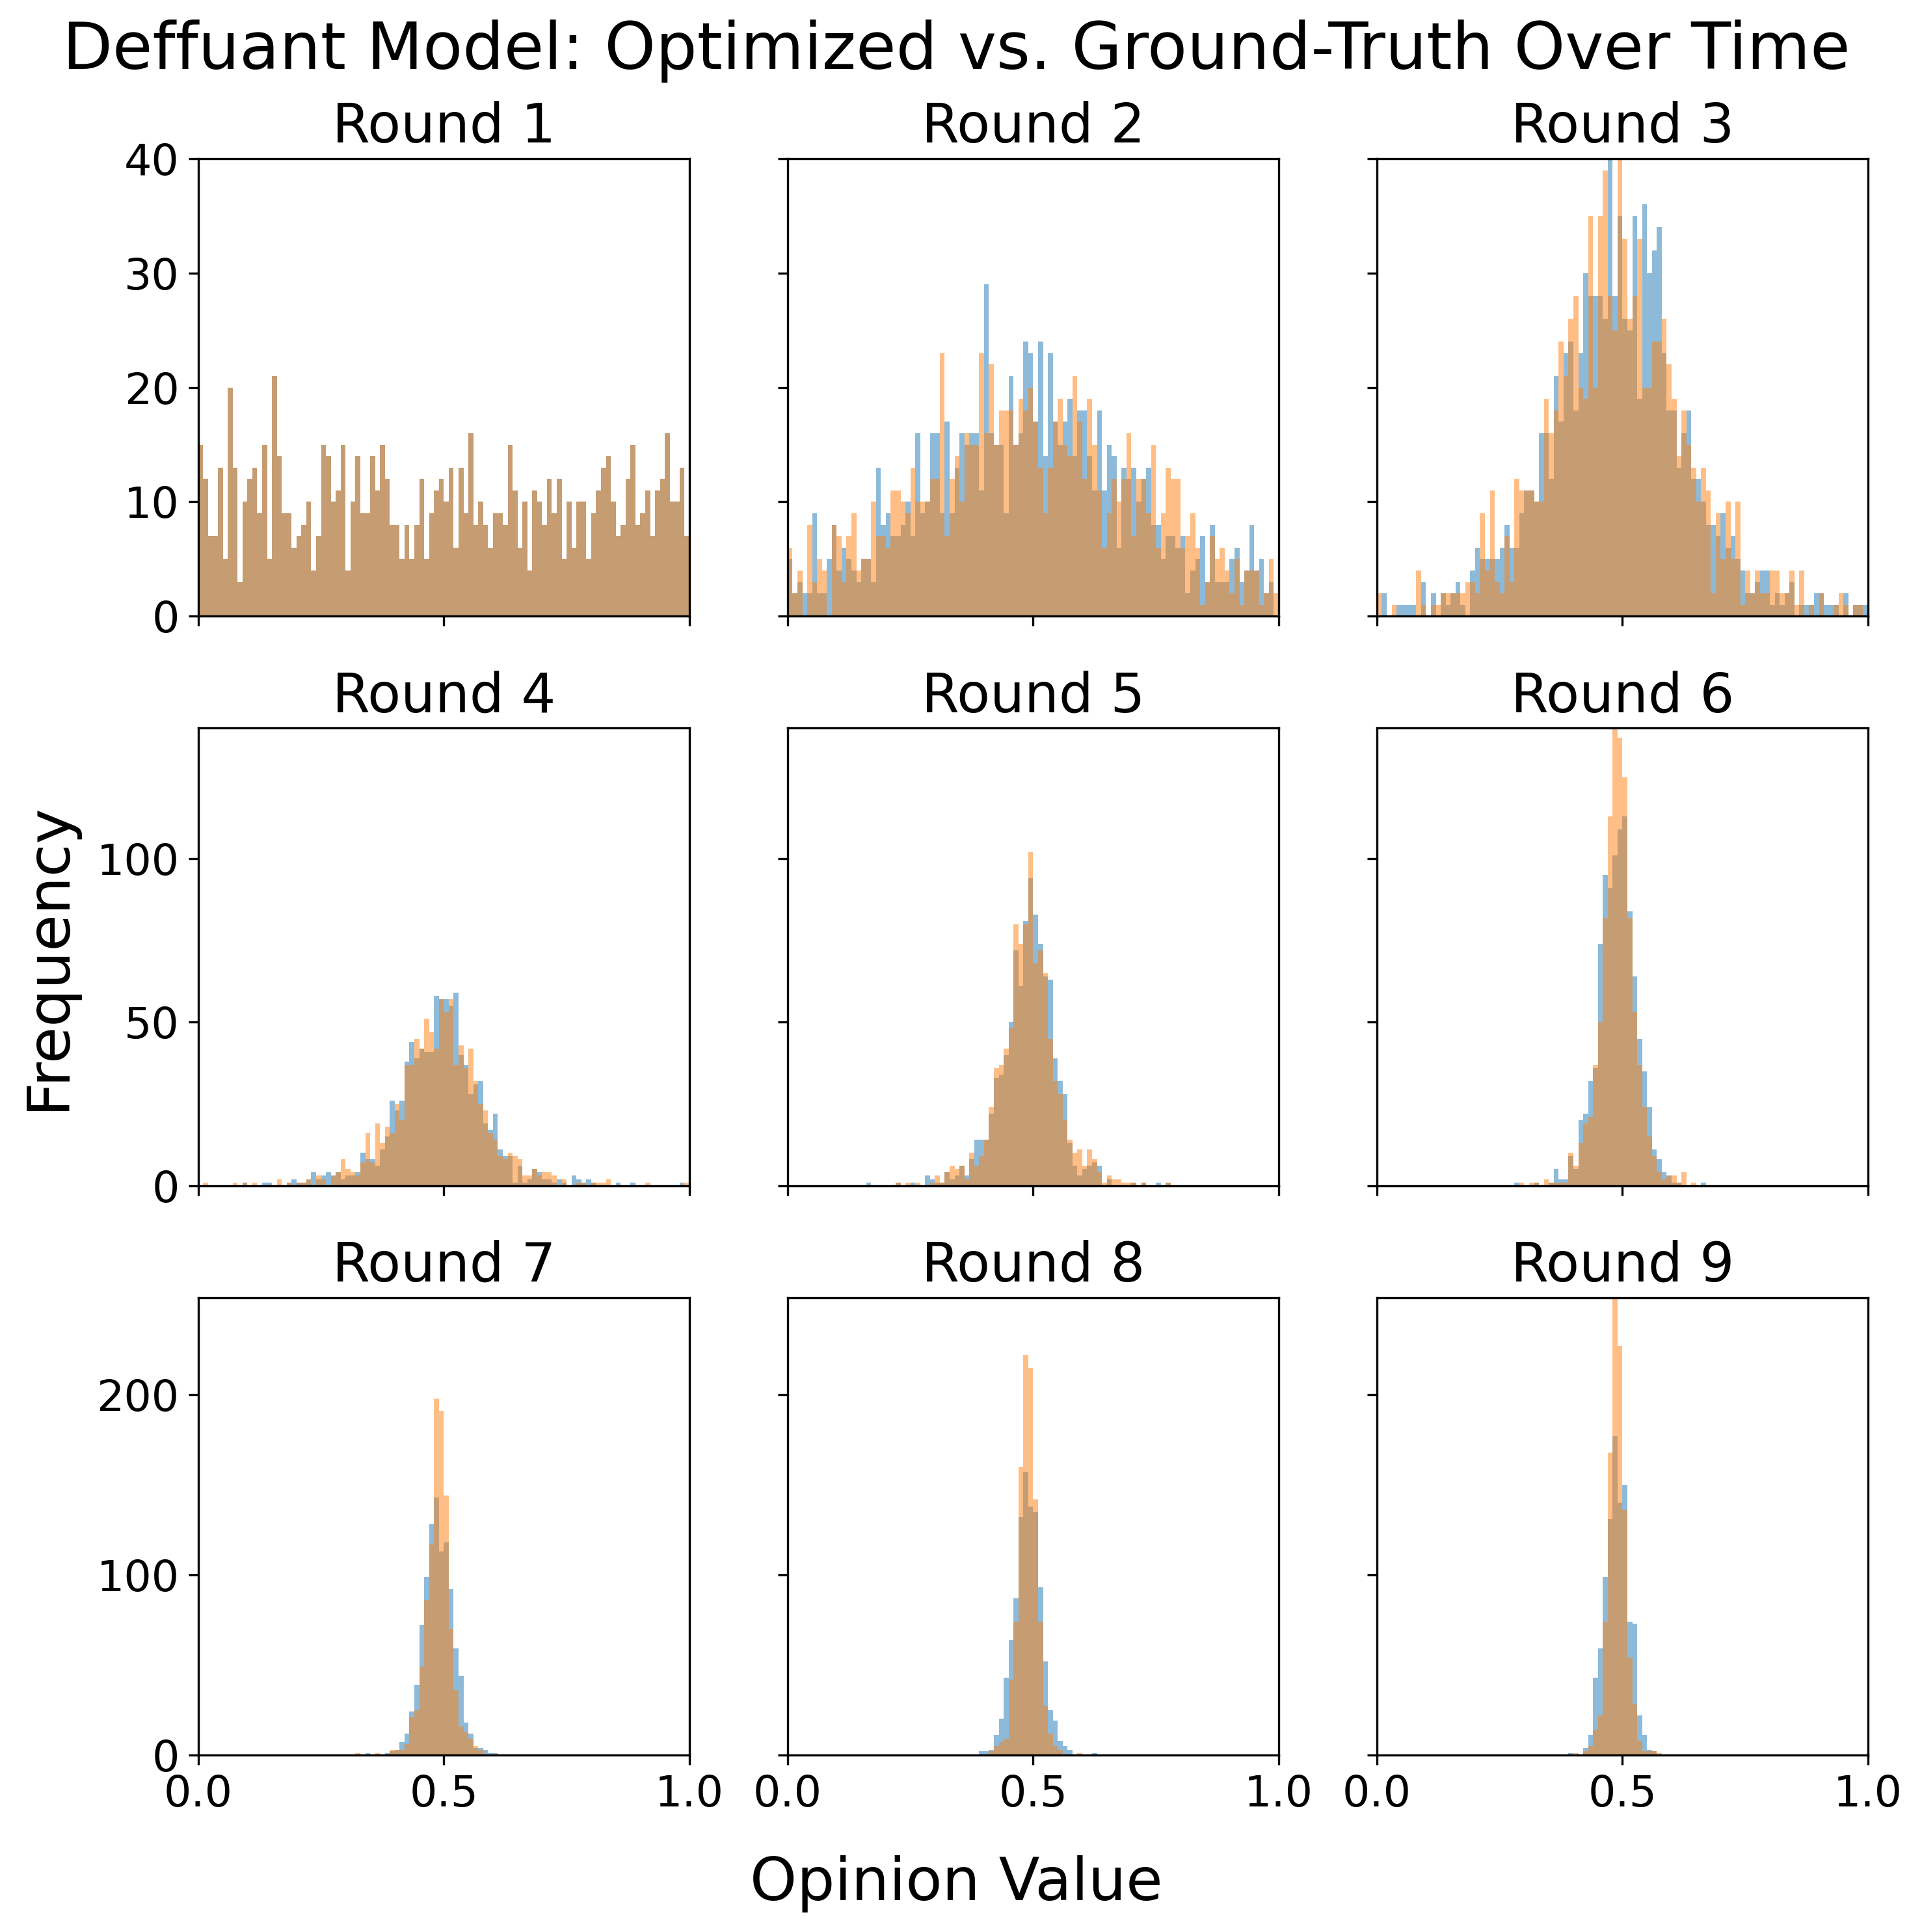 Deffuant Model: Optimized vs. Ground-Truth Over Time
Round 1
Round 2
Round 3
40
30
20
10
0
Round 4
Round 5
Round 6
Frequency
100
50
0
Round 7
Round 8
Round 9
200
100
0
0.0 0.5 1.0 0.0 0.5 1.0 0.0 0.5 1.0
Opinion Value